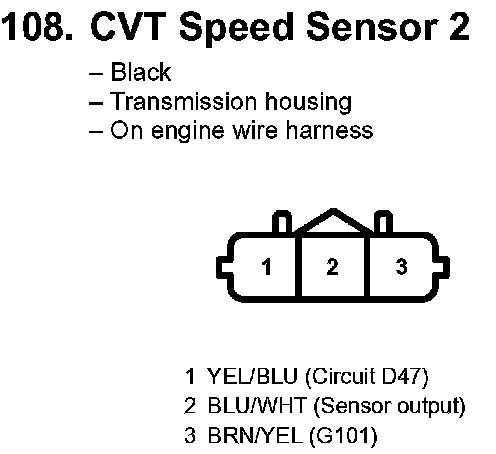 108. CVT Speed Sensor 2
– Black
– Transmission housing
– On engine wire harness
1 2 3
1 YEL/BLU (Circuit D47)
2 BLU/WHT (Sensor output)
3 BRN/YEL (G101)